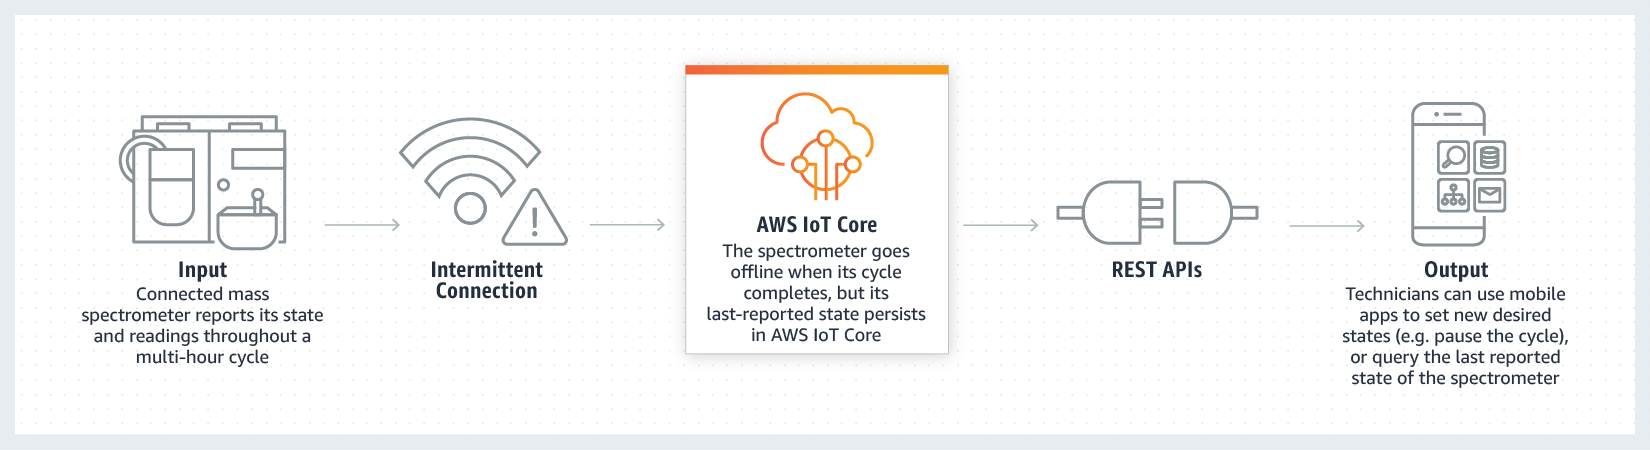 Input
Connected mass
spectrometer reports its state
and readings throughout a
multi-hour cycle
Intermittent
Connection
AWS IoT Core
The spectrometer goes
offline when its cycle
completes, but its
last-reported state persists
in AWS IoT Core
REST APIs
Output
Technicians can use mobile
apps to set new desired
states (e.g. pause the cycle),
or query the last reported
state of the spectrometer